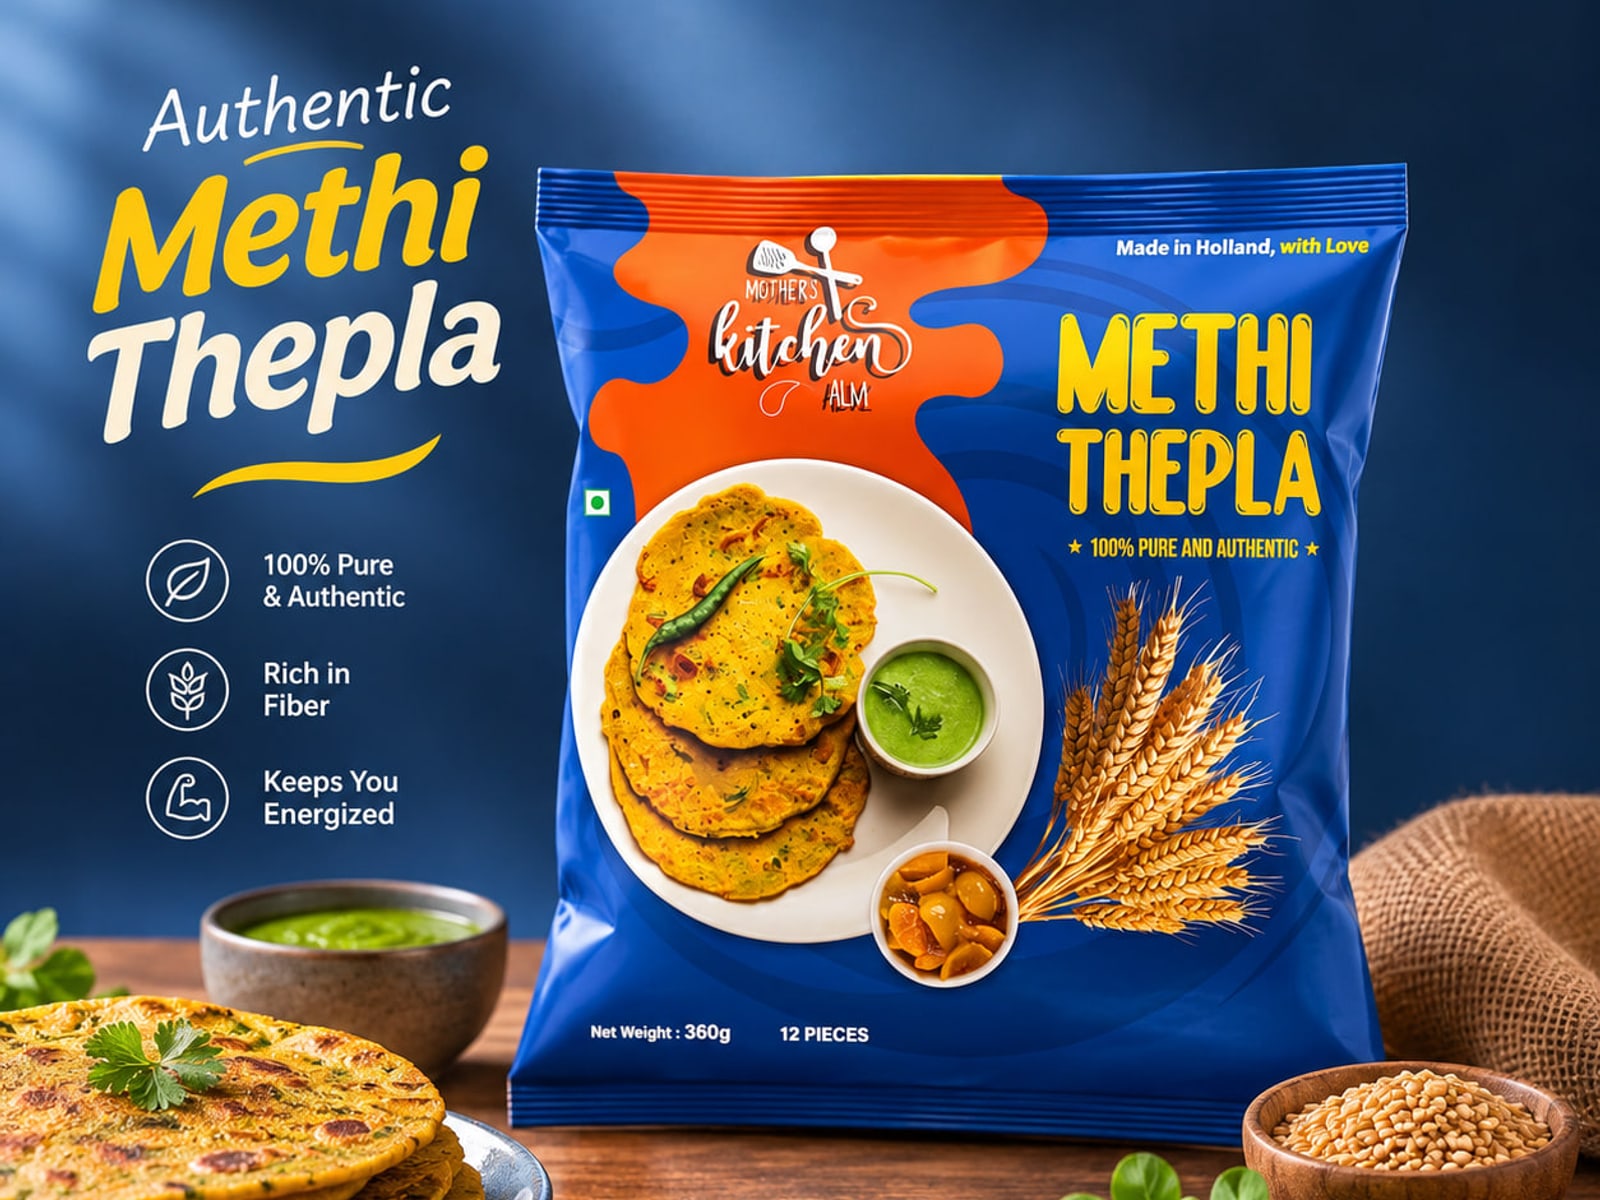 Authentic
Methi
Thepla
100% Pure
& Authentic
Rich in
Fiber
Keeps You
Energized
MOTHER'S
kitchen
ALM
Made in Holland, with Love
METHI
THEPLA
★ 100% PURE AND AUTHENTIC ★
Net Weight : 360g
12 PIECES